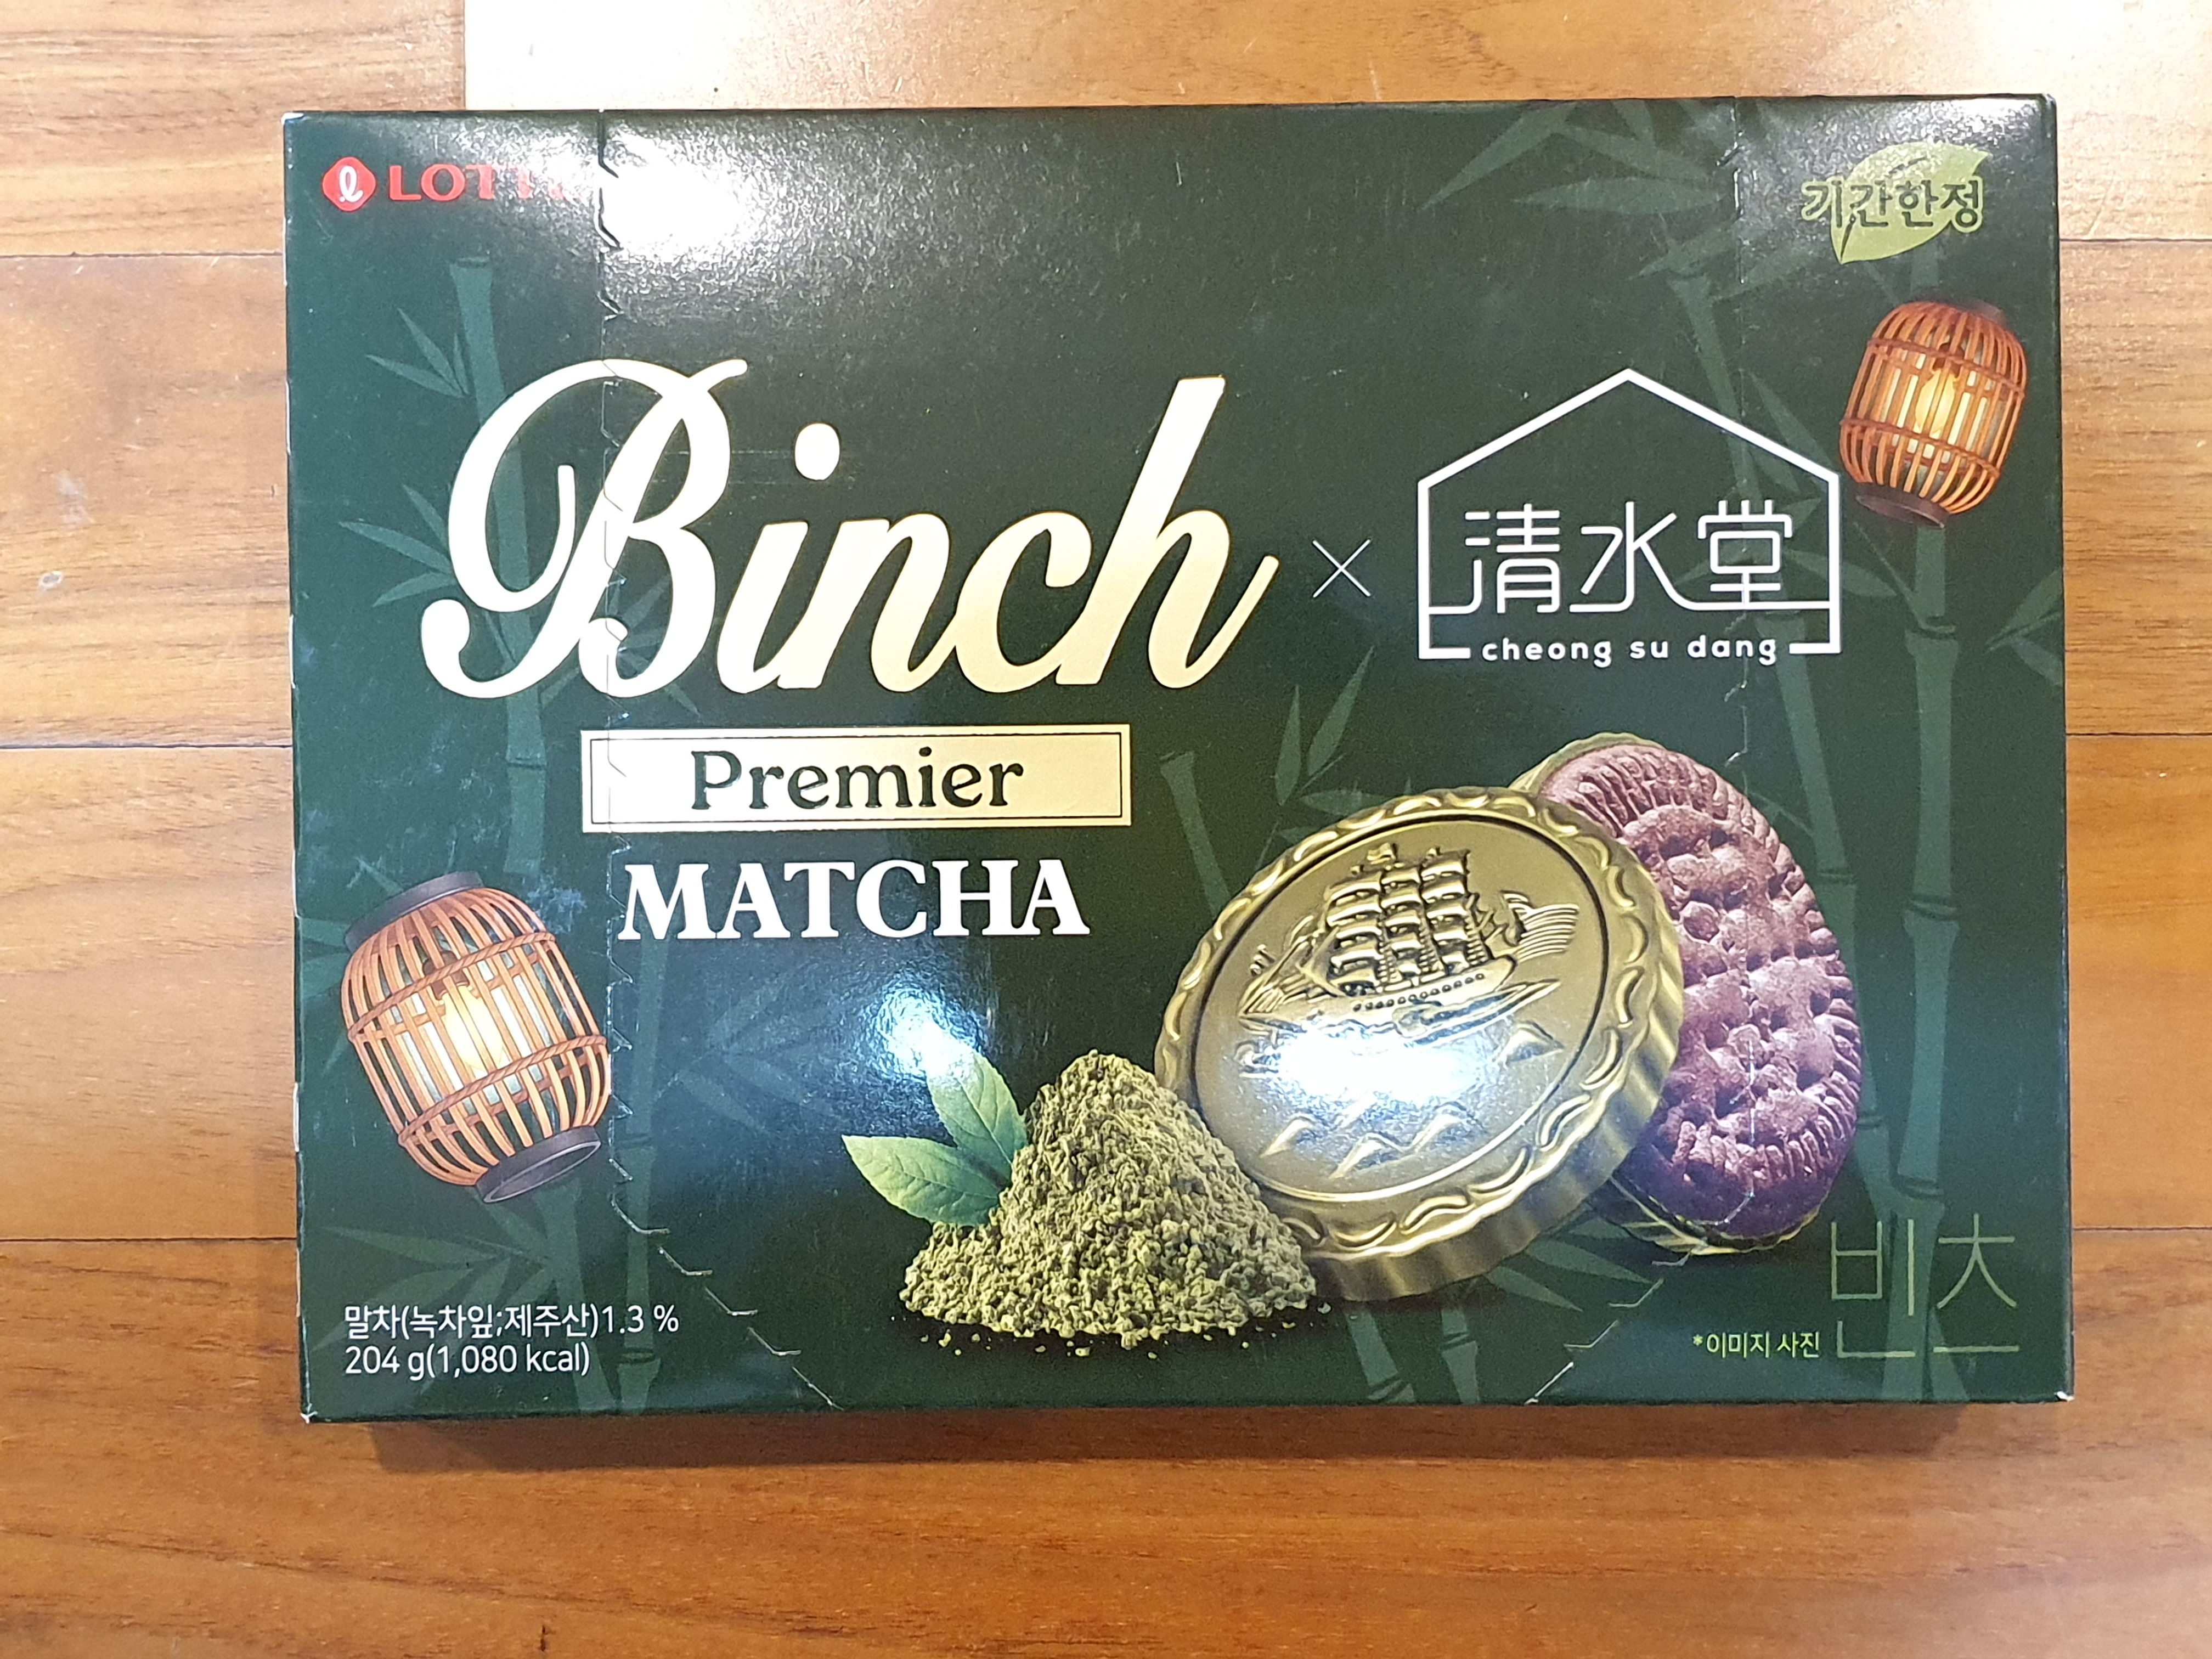 LOTTE
기간한정
Binch × 清水堂
cheong su dang
Premier
MATCHA
말차(녹차잎;제주산)1.3 %
204 g(1,080 kcal)
*이미지 사진
빈츠